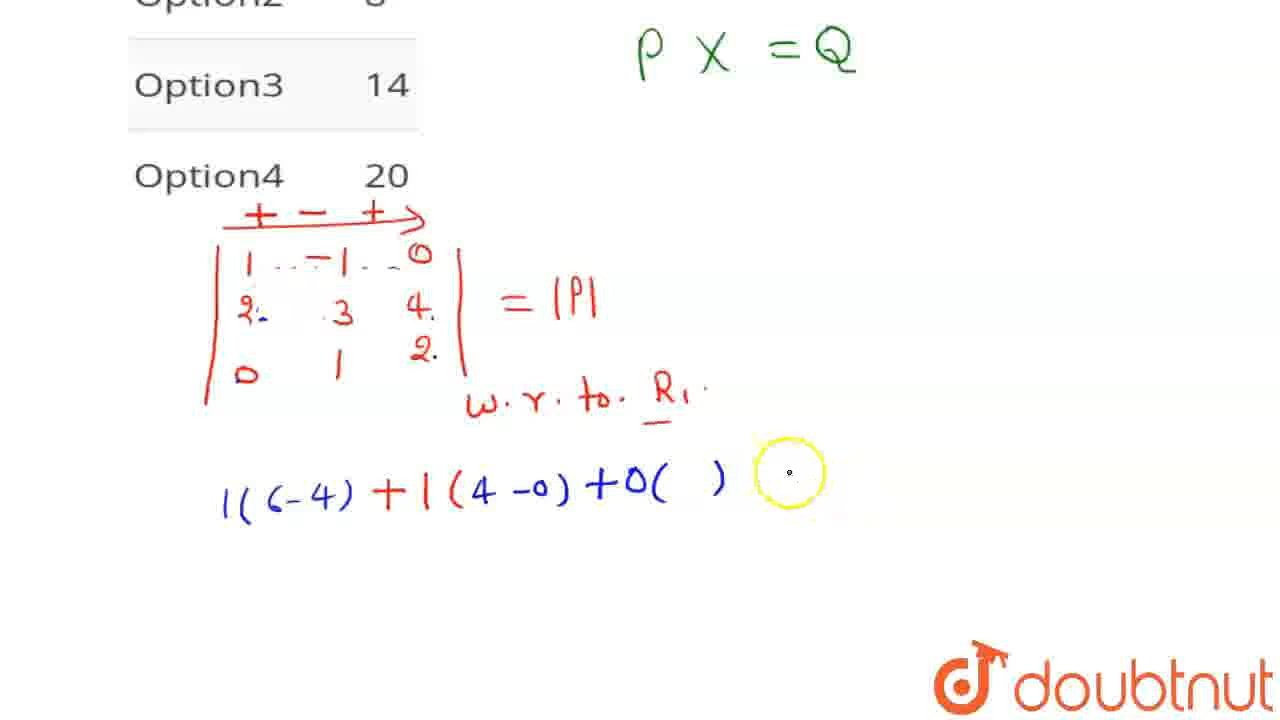 P X = Q
Option3 14
Option4 20
+ - +
1 -1 0
2 3 4
0 1 2
= |P|
w.r.to. R1.
1(6-4) +1(4-0) +0( )
doubtnut